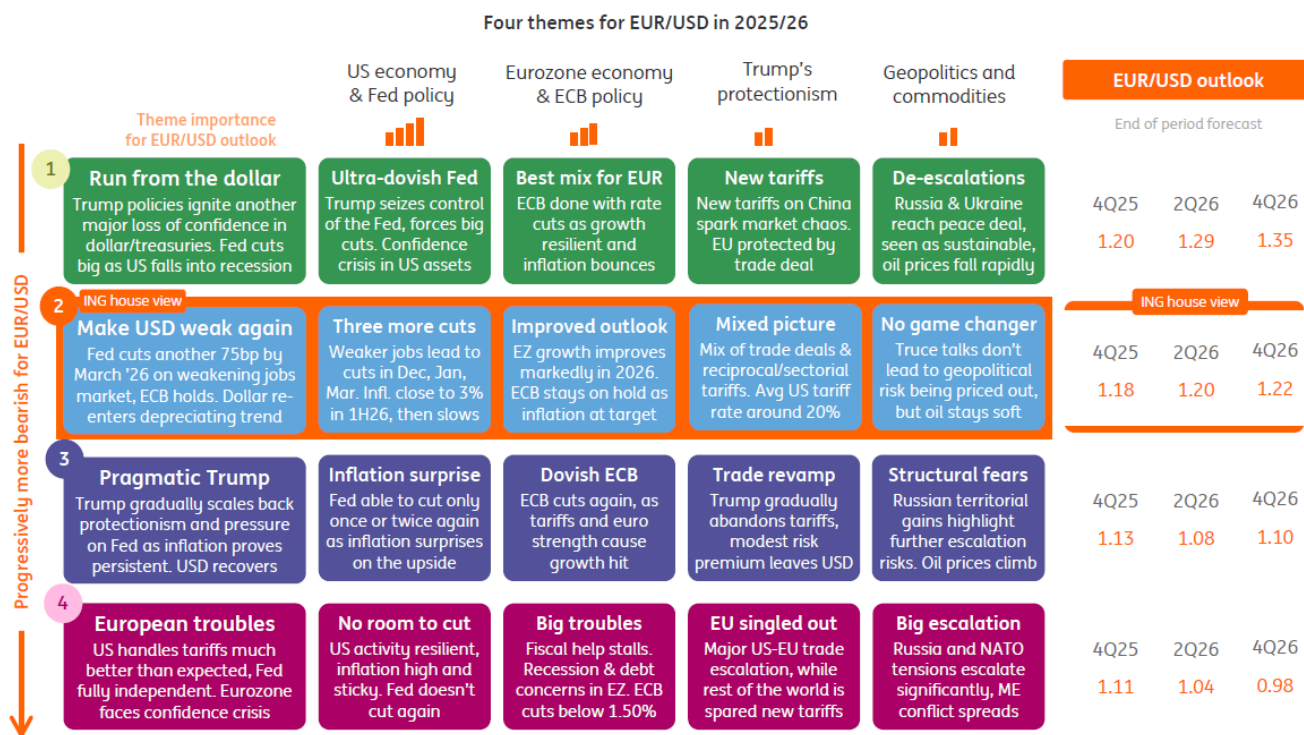 Four themes for EUR/USD in 2025/26
Theme importance
for EUR/USD outlook
US economy
& Fed policy
Eurozone economy
& ECB policy
Trump's
protectionism
Geopolitics and
commodities
EUR/USD outlook
End of period forecast
Progressively more bearish for EUR/USD
1
Run from the dollar
Trump policies ignite another
major loss of confidence in
dollar/treasuries. Fed cuts
big as US falls into recession
Ultra-dovish Fed
Trump seizes control
of the Fed, forces big
cuts. Confidence
crisis in US assets
Best mix for EUR
ECB done with rate
cuts as growth
resilient and
inflation bounces
New tariffs
New tariffs on China
spark market chaos.
EU protected by
trade deal
De-escalations
Russia & Ukraine
reach peace deal,
seen as sustainable,
oil prices fall rapidly
4Q25 2Q26 4Q26
1.20 1.29 1.35
2
ING house view
Make USD weak again
Fed cuts another 75bp by
March '26 on weakening jobs
market, ECB holds. Dollar re-
enters depreciating trend
Three more cuts
Weaker jobs lead to
cuts in Dec, Jan,
Mar. Infl. close to 3%
in 1H26, then slows
Improved outlook
EZ growth improves
markedly in 2026.
ECB stays on hold as
inflation at target
Mixed picture
Mix of trade deals &
reciprocal/sectorial
tariffs. Avg US tariff
rate around 20%
No game changer
Truce talks don't
lead to geopolitical
risk being priced out,
but oil stays soft
ING house view
4Q25 2Q26 4Q26
1.18 1.20 1.22
3
Pragmatic Trump
Trump gradually scales back
protectionism and pressure
on Fed as inflation proves
persistent. USD recovers
Inflation surprise
Fed able to cut only
once or twice again
as inflation surprises
on the upside
Dovish ECB
ECB cuts again, as
tariffs and euro
strength cause
growth hit
Trade revamp
Trump gradually
abandons tariffs,
modest risk
premium leaves USD
Structural fears
Russian territorial
gains highlight
further escalation
risks. Oil prices climb
4Q25 2Q26 4Q26
1.13 1.08 1.10
4
European troubles
US handles tariffs much
better than expected, Fed
fully independent. Eurozone
faces confidence crisis
No room to cut
US activity resilient,
inflation high and
sticky. Fed doesn't
cut again
Big troubles
Fiscal help stalls.
Recession & debt
concerns in EZ. ECB
cuts below 1.50%
EU singled out
Major US-EU trade
escalation, while
rest of the world is
spared new tariffs
Big escalation
Russia and NATO
tensions escalate
significantly, ME
conflict spreads
4Q25 2Q26 4Q26
1.11 1.04 0.98